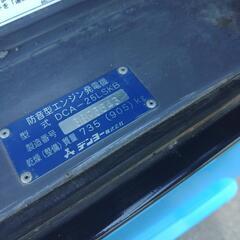 防音型エンジン発電機
型式 DCA-25LSKB
製造番号
乾燥(整備)質量 735(905)kg
デンヨー株式会社